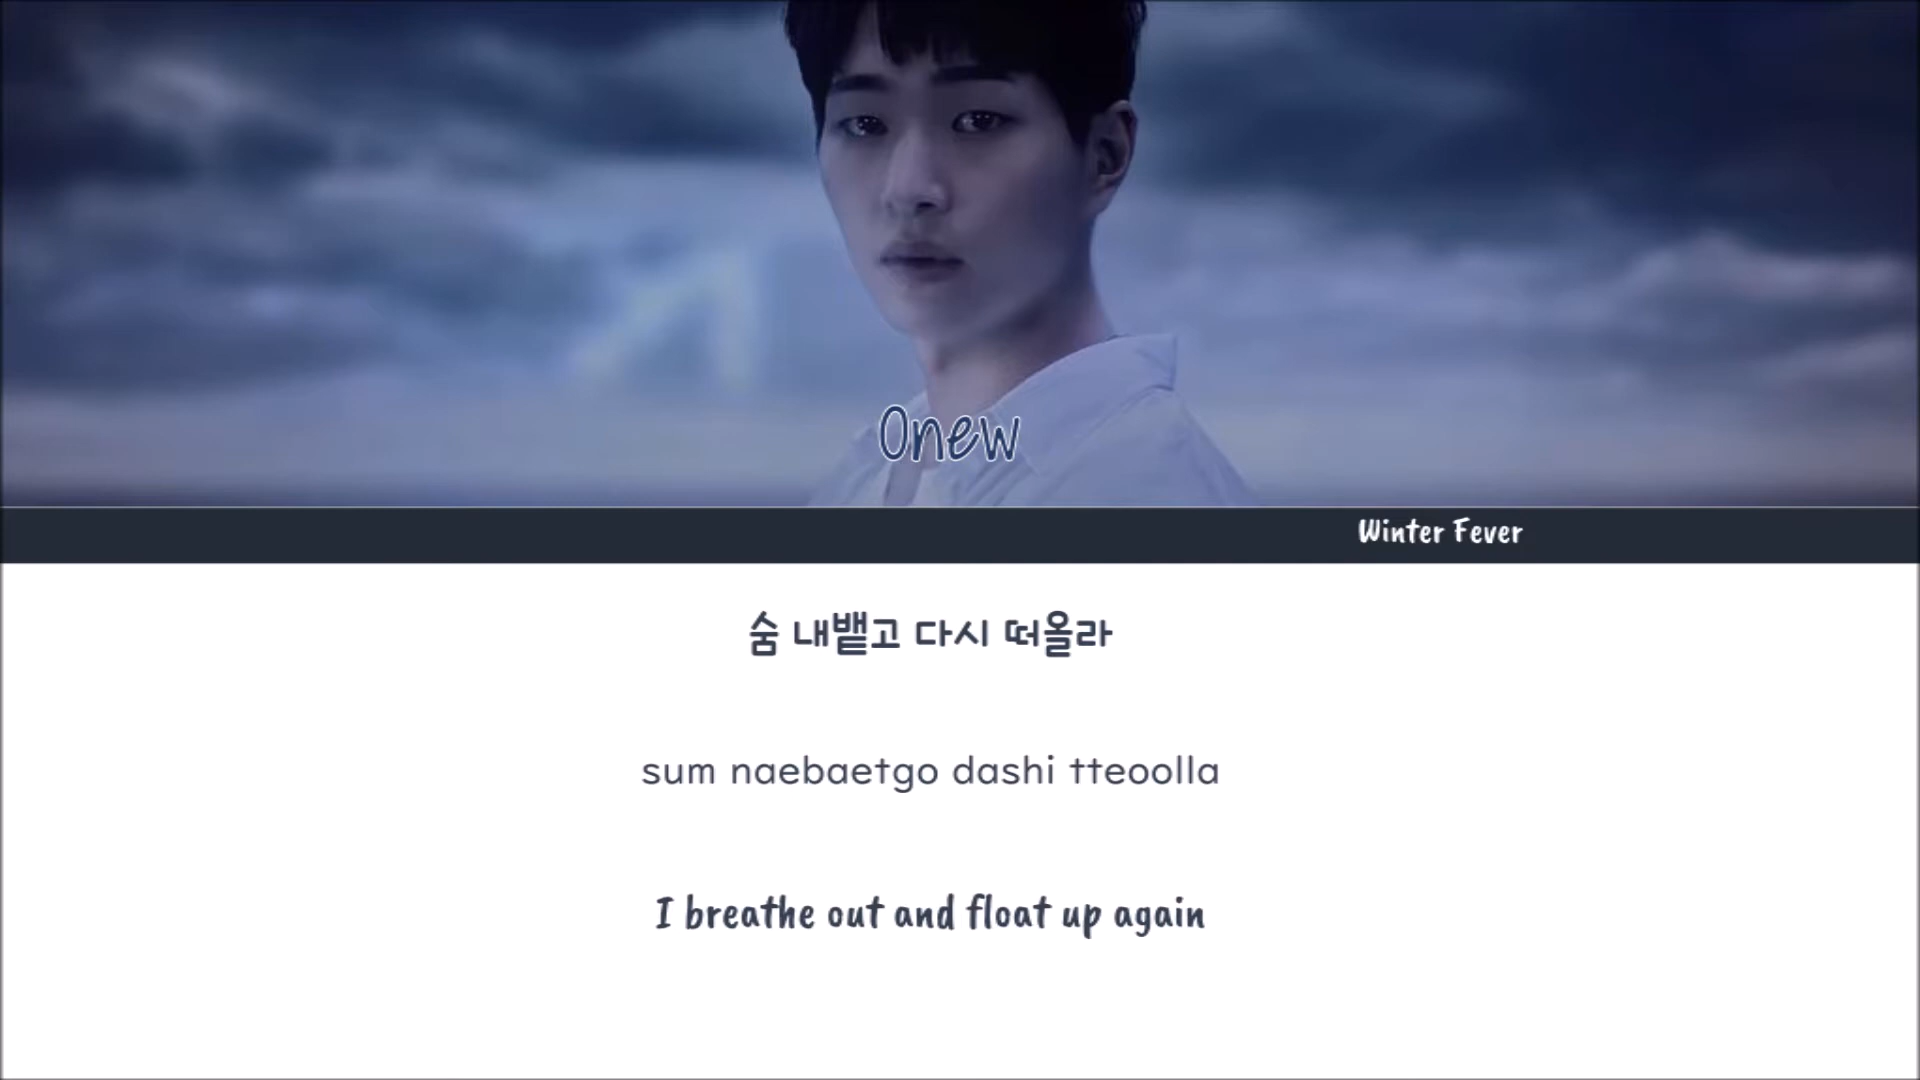 Onew
Winter Fever
숨 내뱉고 다시 떠올라
sum naebaetgo dashi tteoolla
I breathe out and float up again